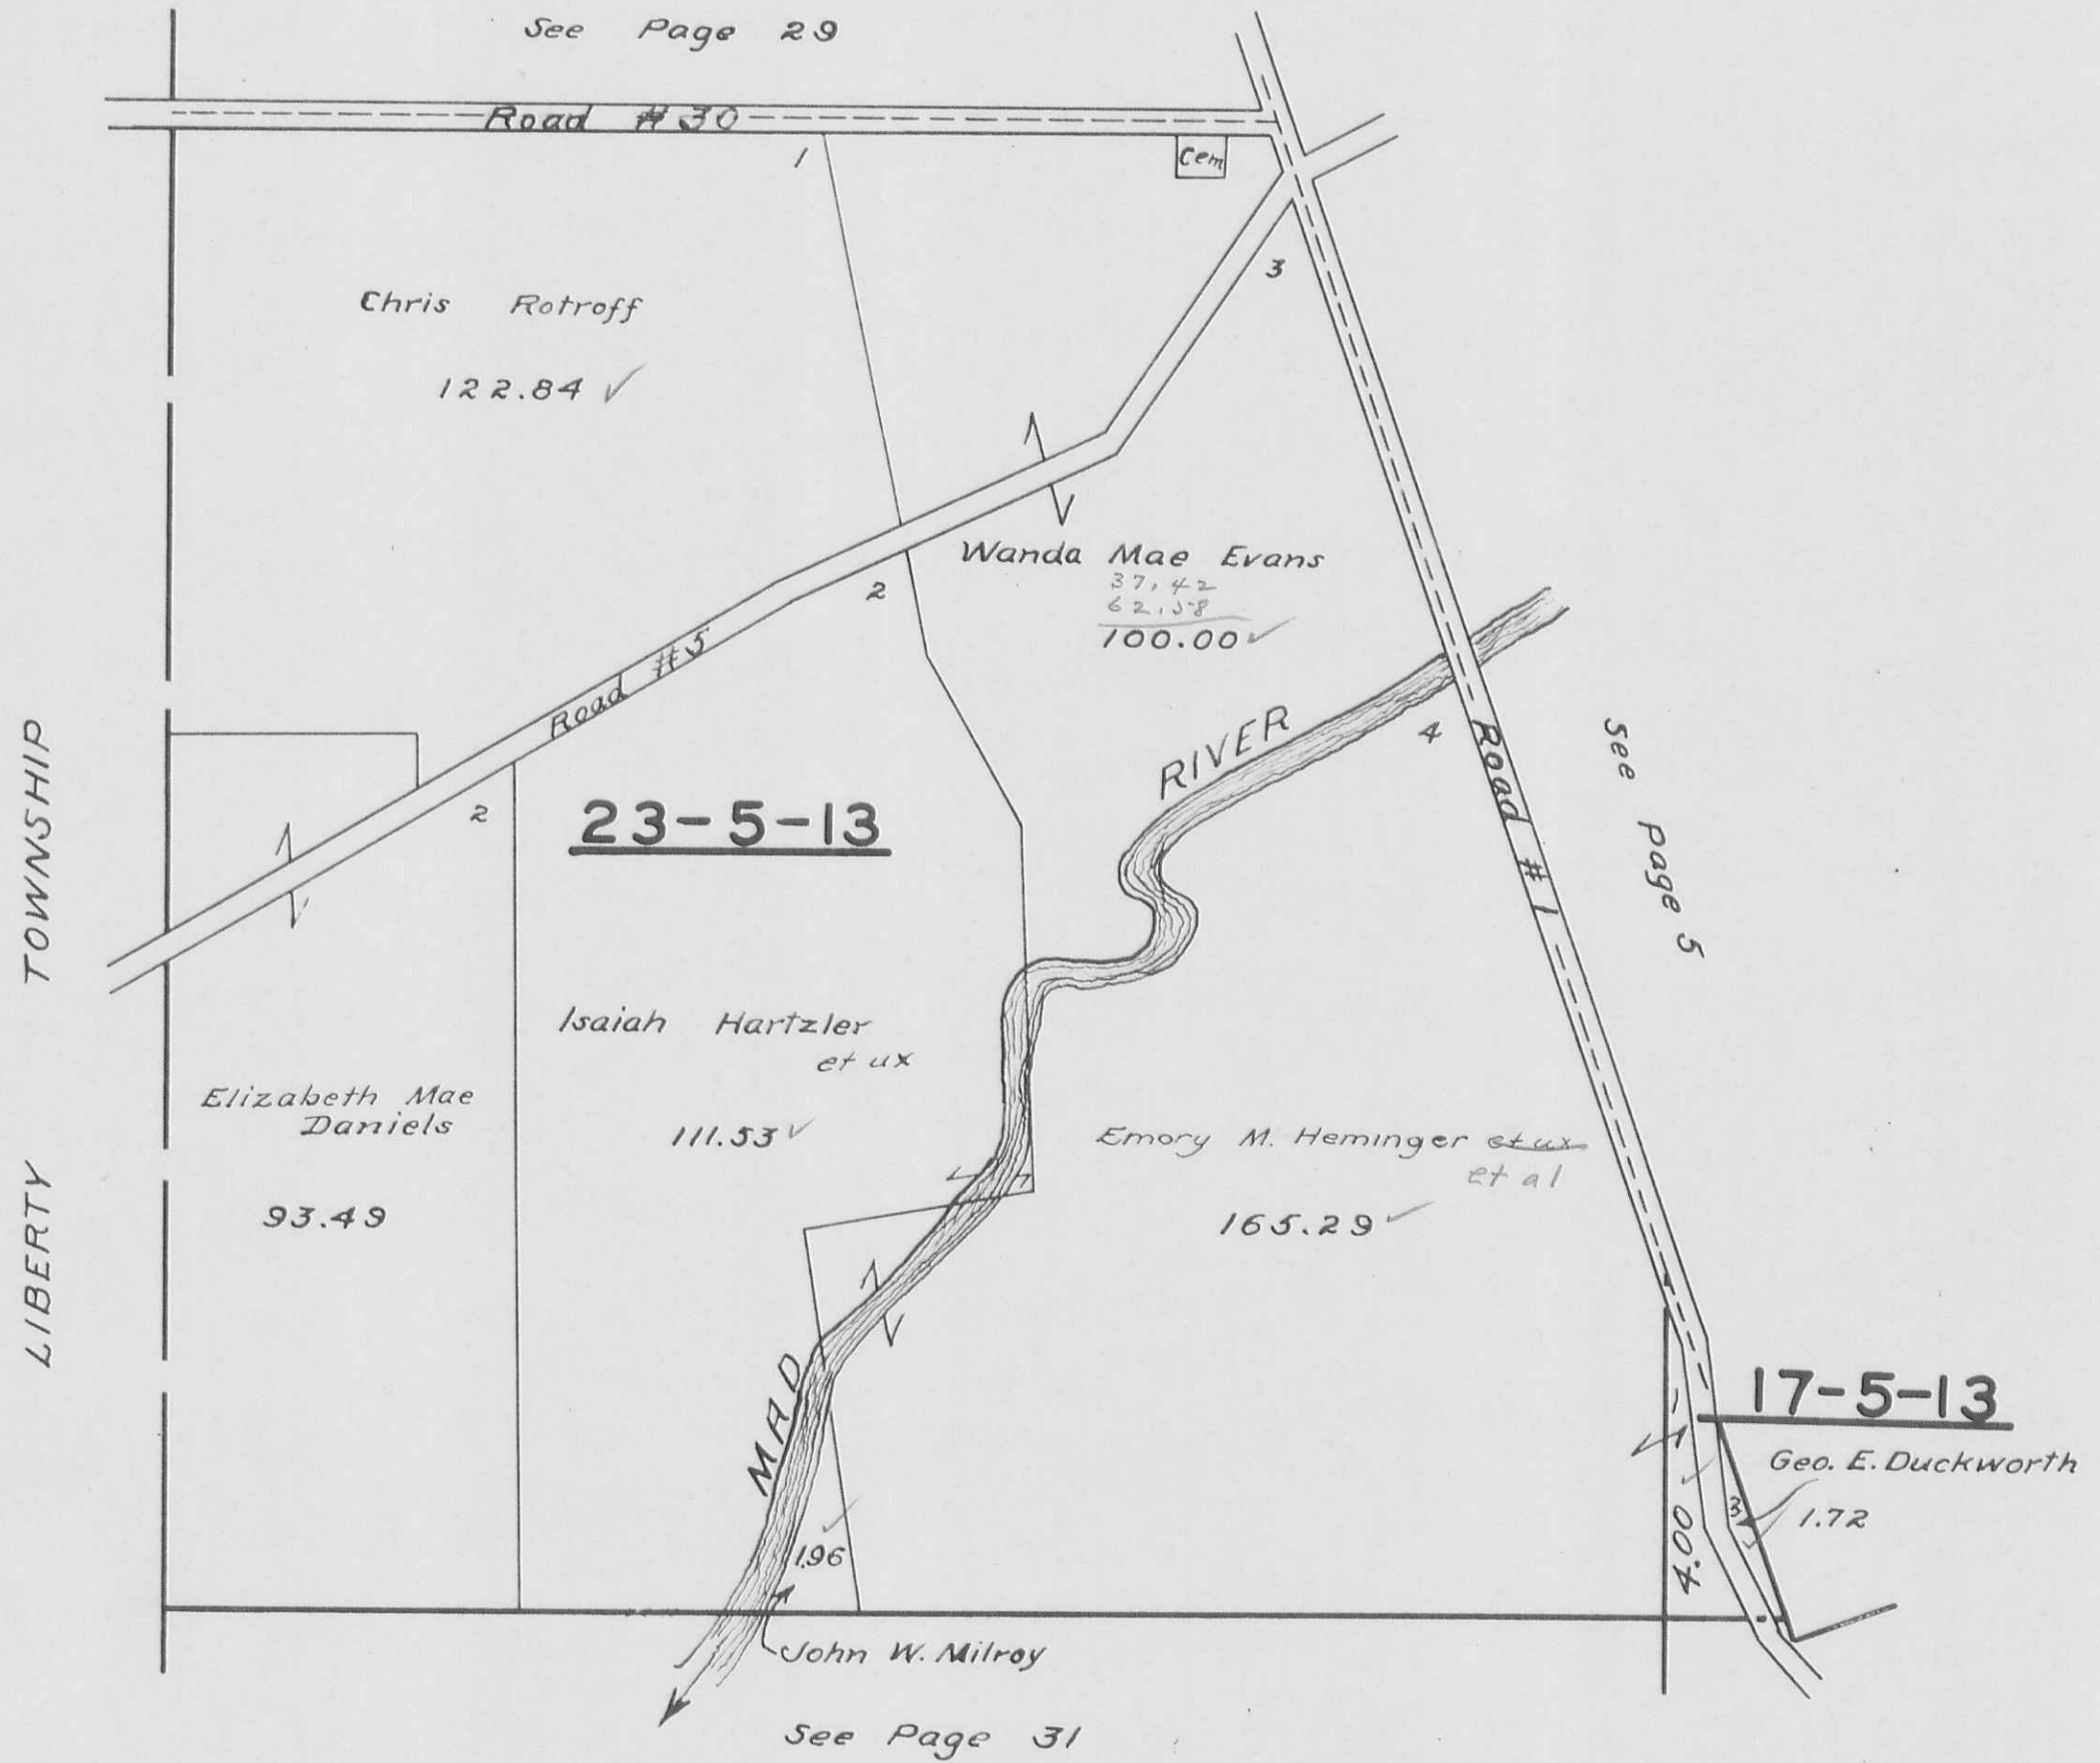 See Page 29
Road #30
1
Cem
3
Chris Rotroff
122.84 ✓
Wanda Mae Evans
37.42
62.58
100.00 ✓
2
Road #5
RIVER
4
Road #1
See page 5
2
23-5-13
LIBERTY TOWNSHIP
Isaiah Hartzler
et ux
111.53 ✓
Elizabeth Mae
Daniels
93.49
Emory M. Heminger et ux
et al
165.29 ✓
MAD
17-5-13
Geo. E. Duckworth
1.72
3
4.00
1.96
John W. Milroy
See Page 31